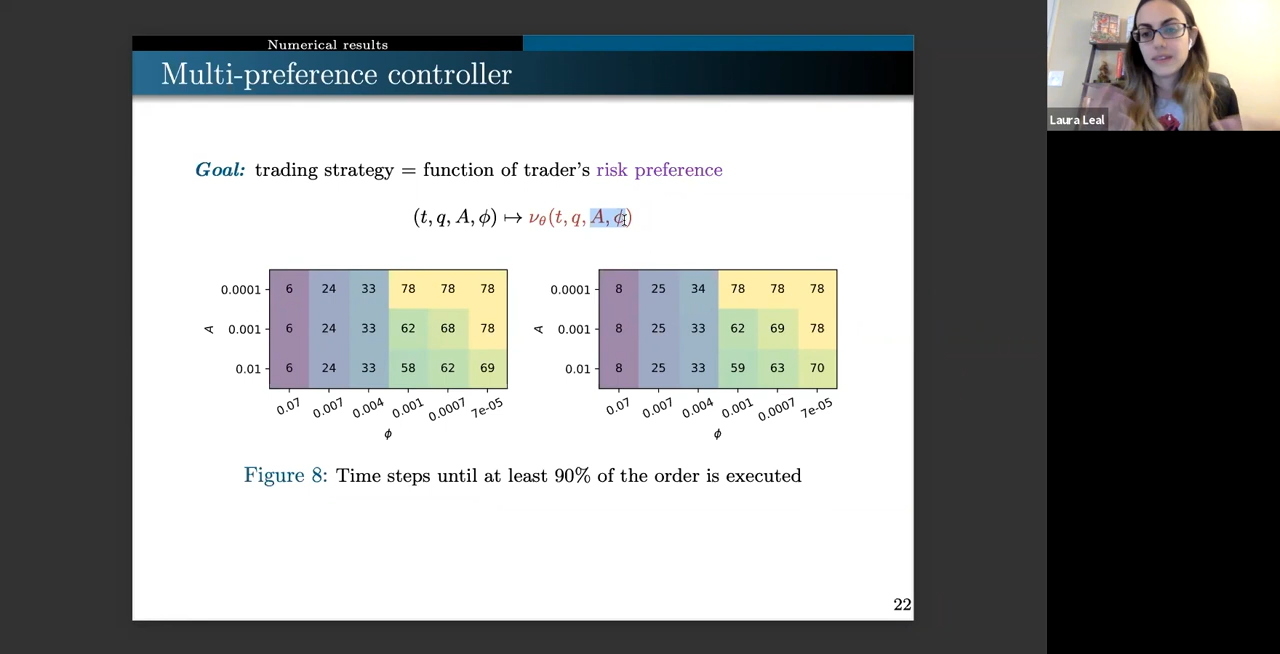 Numerical results
Multi-preference controller
Goal: trading strategy = function of trader's risk preference
(t, q, A, ϕ) ↦ νθ(t, q, A, ϕ)
0.0001 6 24 33 78 78 78
A 0.001 6 24 33 62 68 78
0.01 6 24 33 58 62 69
0.07 0.007 0.004 0.001 0.0007 7e-05
ϕ
0.0001 8 25 34 78 78 78
A 0.001 8 25 33 62 69 78
0.01 8 25 33 59 63 70
0.07 0.007 0.004 0.001 0.0007 7e-05
ϕ
Figure 8: Time steps until at least 90% of the order is executed
22
Laura Leal